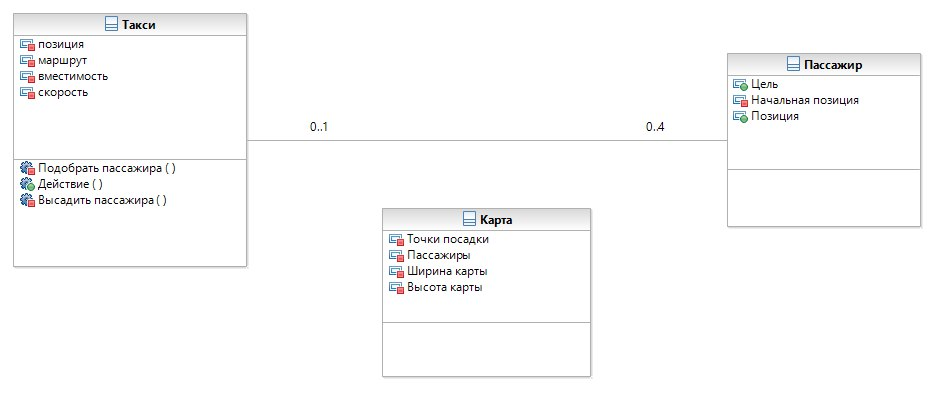 Такси
позиция
маршрут
вместимость
скорость
Подобрать пассажира ( )
Действие ( )
Высадить пассажира ( )
0..1
0..4
Пассажир
Цель
Начальная позиция
Позиция
Карта
Точки посадки
Пассажиры
Ширина карты
Высота карты